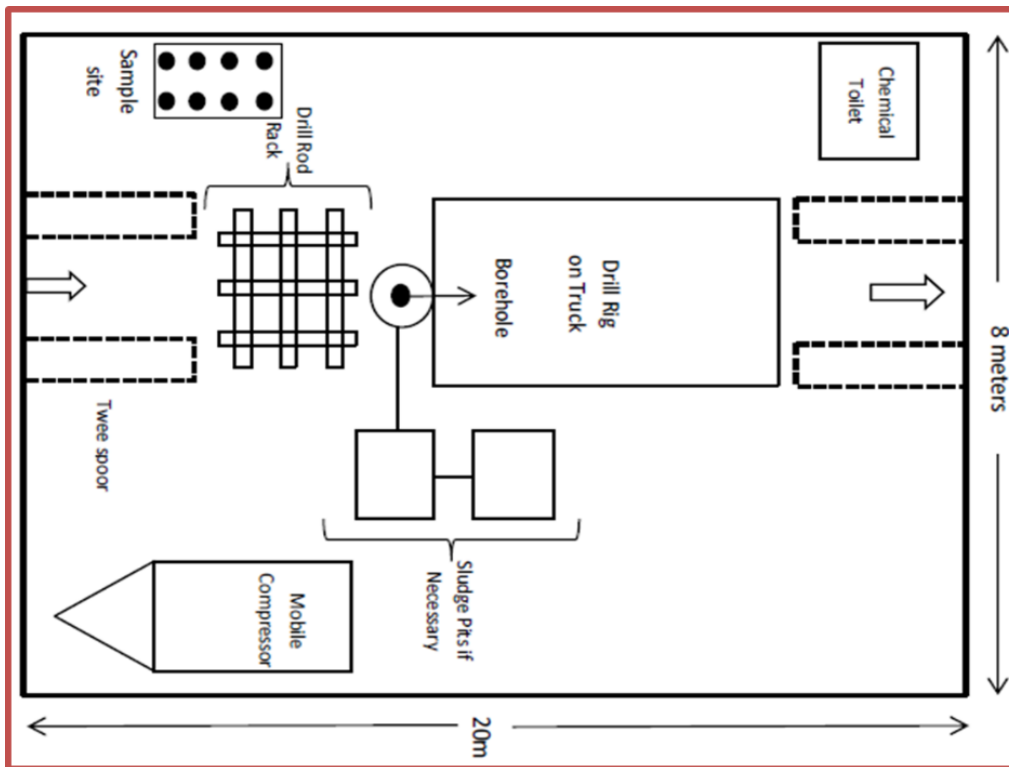 Sample
site
Drill Rod
Rack
Chemical
Toilet
Drill Rig
on Truck
Borehole
8 meters
Twee spoor
Sludge Pits if
Necessary
Mobile
Compressor
20m